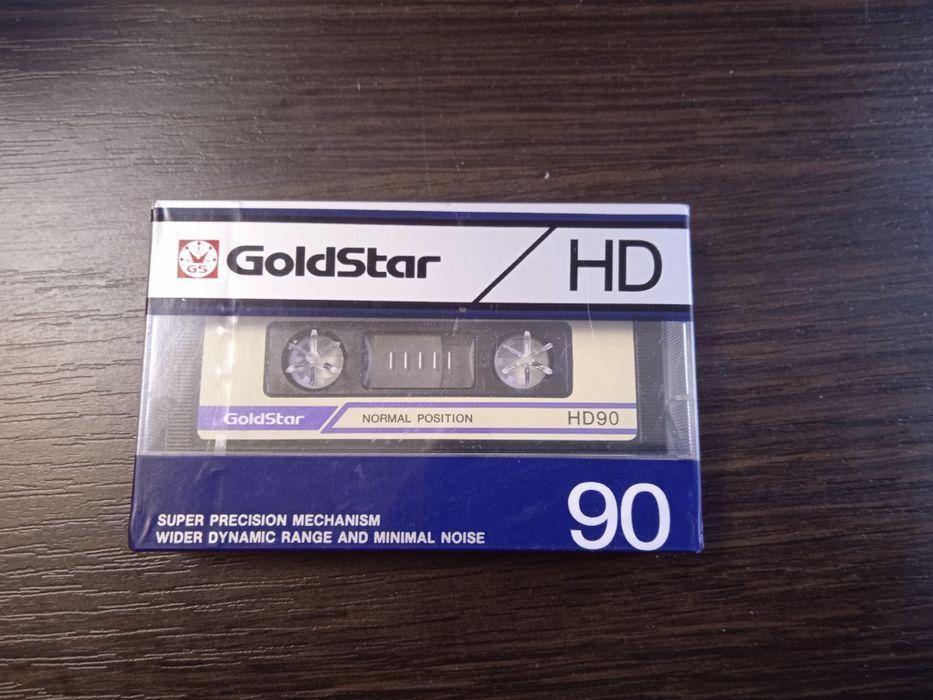 GS GoldStar HD
GoldStar NORMAL POSITION HD90
SUPER PRECISION MECHANISM
WIDER DYNAMIC RANGE AND MINIMAL NOISE
90